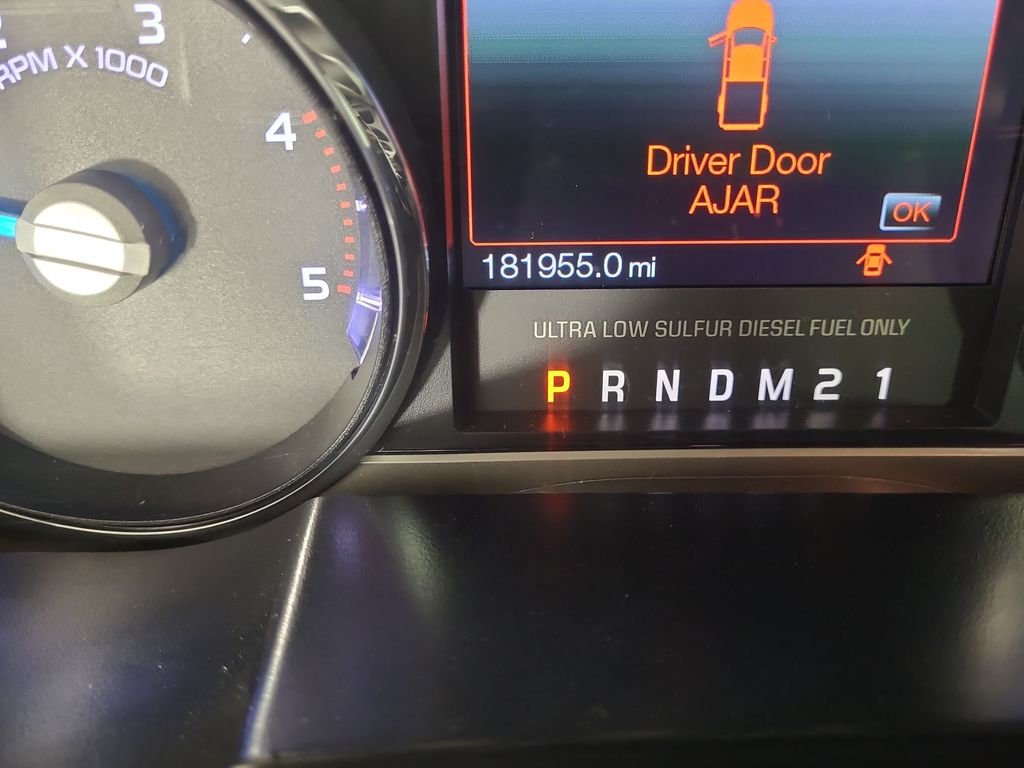 3
RPM X 1000
4
5
Driver Door
AJAR
OK
181955.0 mi
ULTRA LOW SULFUR DIESEL FUEL ONLY
P R N D M 2 1